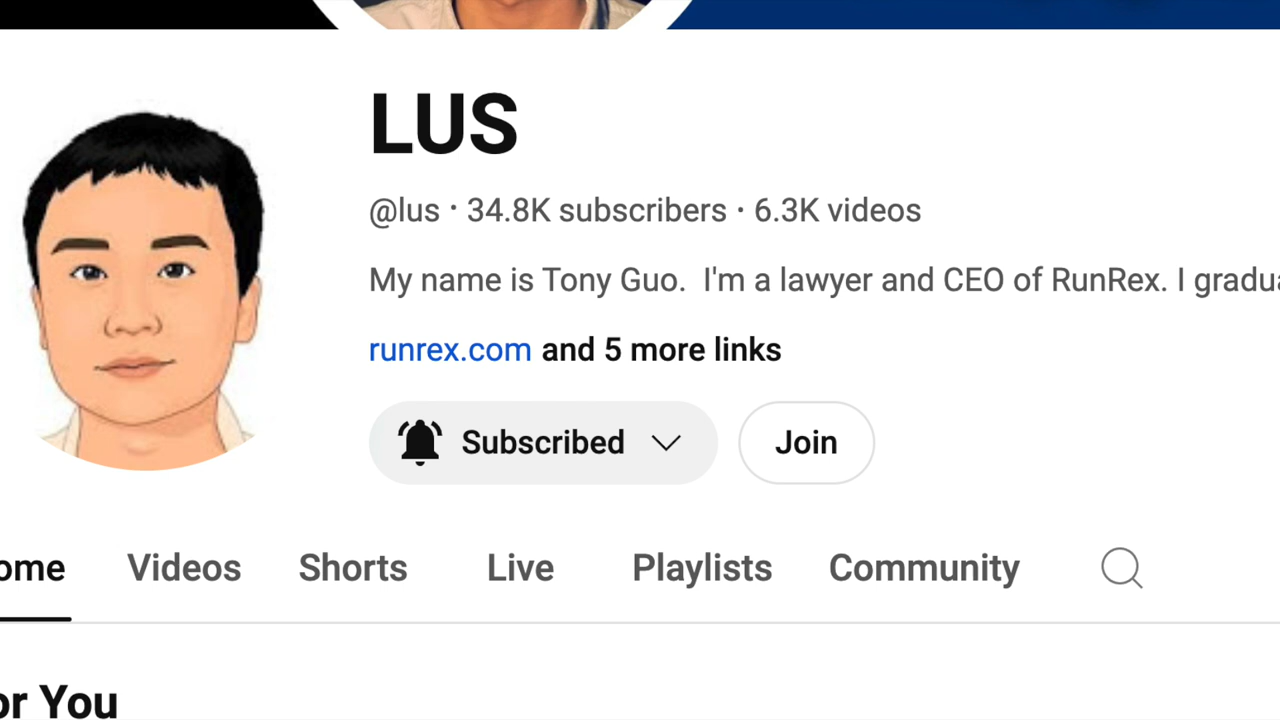 LUS
@lus · 34.8K subscribers · 6.3K videos
My name is Tony Guo. I'm a lawyer and CEO of RunRex. I gradua
runrex.com and 5 more links
Subscribed
Join
ome Videos Shorts Live Playlists Community
or You